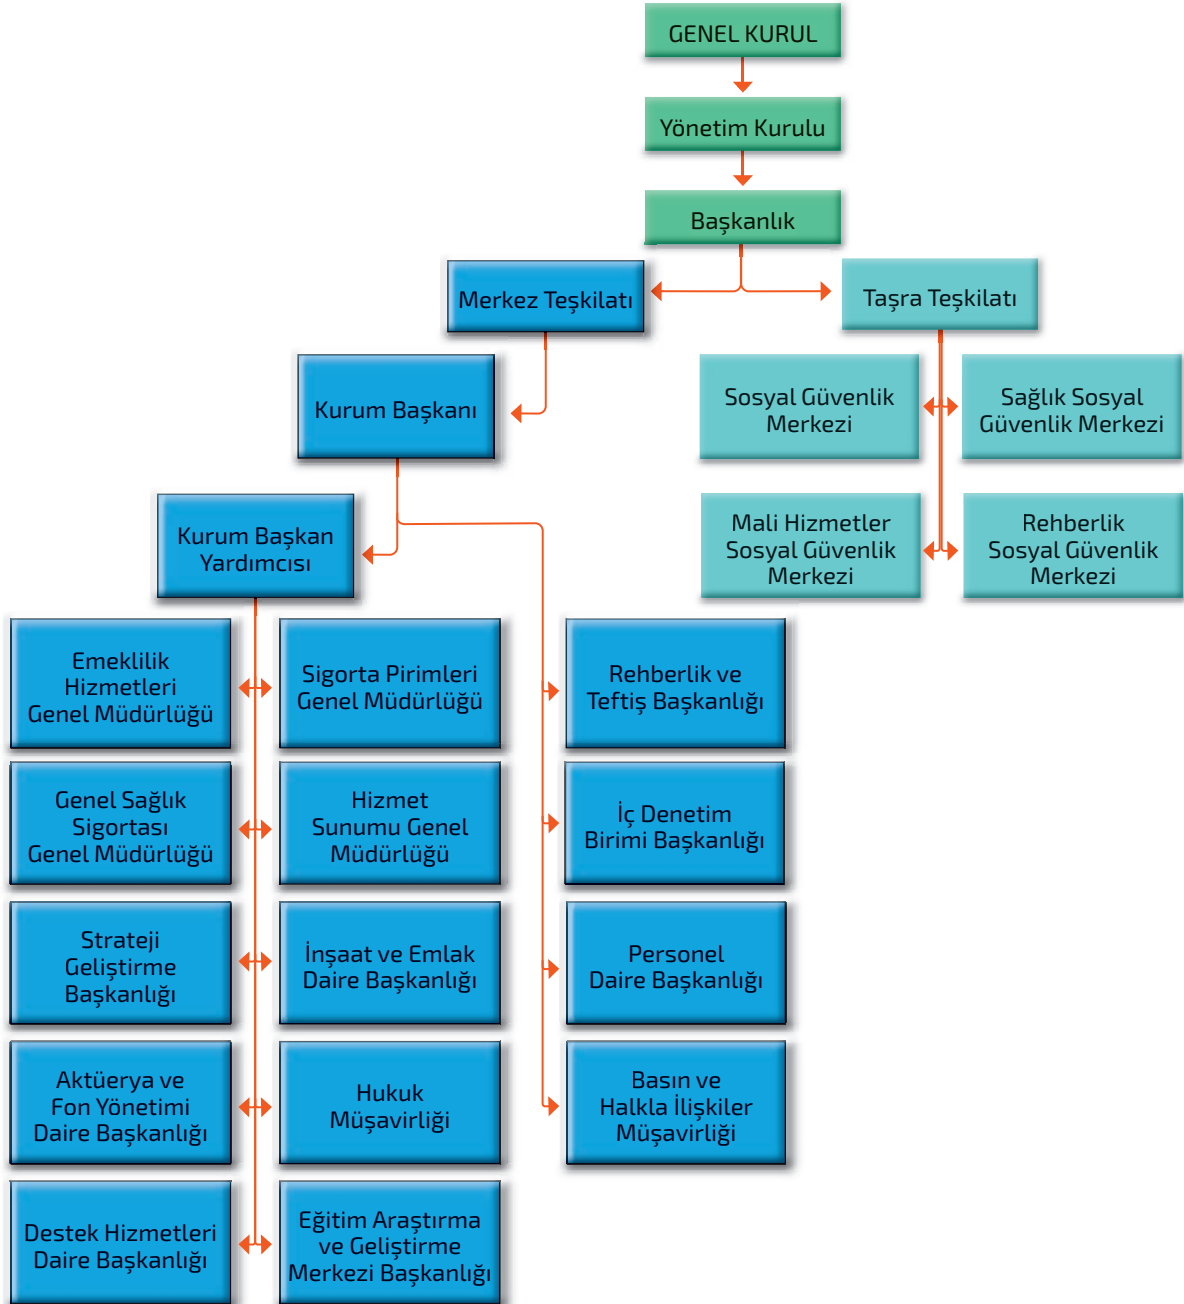 GENEL KURUL
Yönetim Kurulu
Başkanlık
Merkez Teşkilatı
Taşra Teşkilatı
Kurum Başkanı
Sosyal Güvenlik
Merkezi
Sağlık Sosyal
Güvenlik Merkezi
Kurum Başkan
Yardımcısı
Mali Hizmetler
Sosyal Güvenlik
Merkezi
Rehberlik
Sosyal Güvenlik
Merkezi
Emeklilik
Hizmetleri
Genel Müdürlüğü
Sigorta Pirimleri
Genel Müdürlüğü
Rehberlik ve
Teftiş Başkanlığı
Genel Sağlık
Sigortası
Genel Müdürlüğü
Hizmet
Sunumu Genel
Müdürlüğü
İç Denetim
Birimi Başkanlığı
Strateji
Geliştirme
Başkanlığı
İnşaat ve Emlak
Daire Başkanlığı
Personel
Daire Başkanlığı
Aktüerya ve
Fon Yönetimi
Daire Başkanlığı
Hukuk
Müşavirliği
Basın ve
Halkla İlişkiler
Müşavirliği
Destek Hizmetleri
Daire Başkanlığı
Eğitim Araştırma
ve Geliştirme
Merkezi Başkanlığı